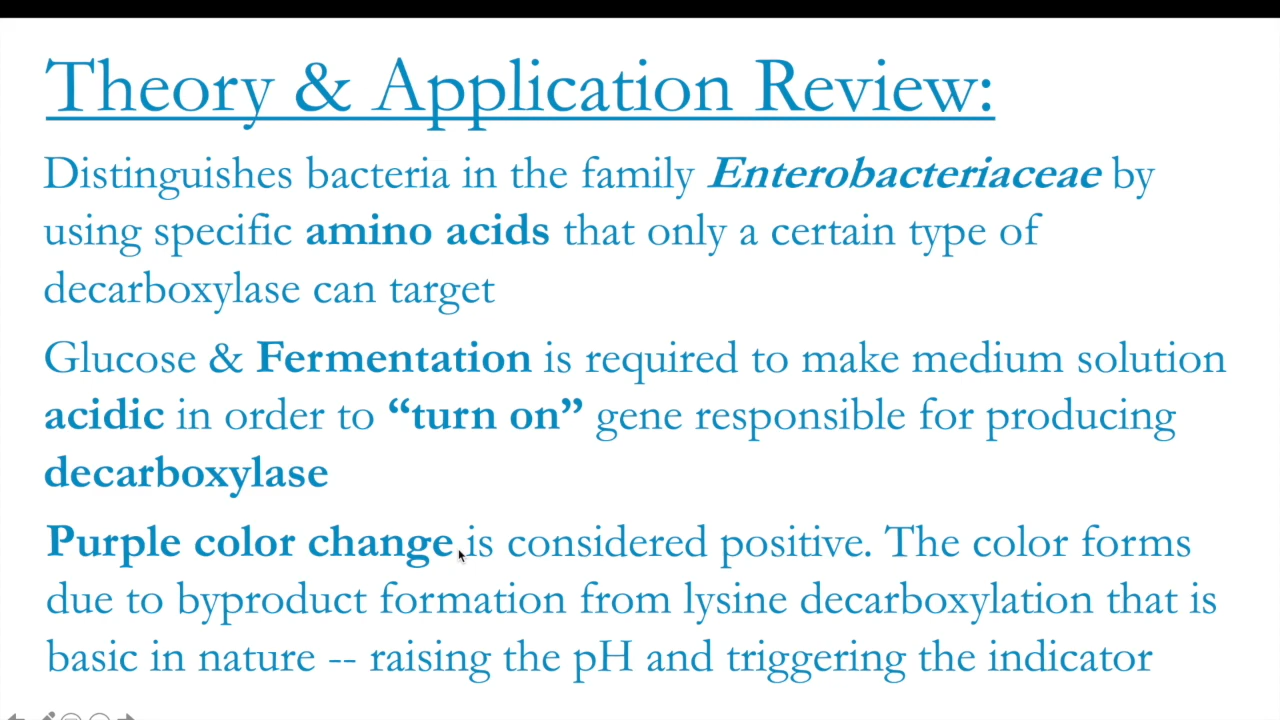 Theory & Application Review:
Distinguishes bacteria in the family Enterobacteriaceae by
using specific amino acids that only a certain type of
decarboxylase can target
Glucose & Fermentation is required to make medium solution
acidic in order to “turn on” gene responsible for producing
decarboxylase
Purple color change is considered positive. The color forms
due to byproduct formation from lysine decarboxylation that is
basic in nature -- raising the pH and triggering the indicator